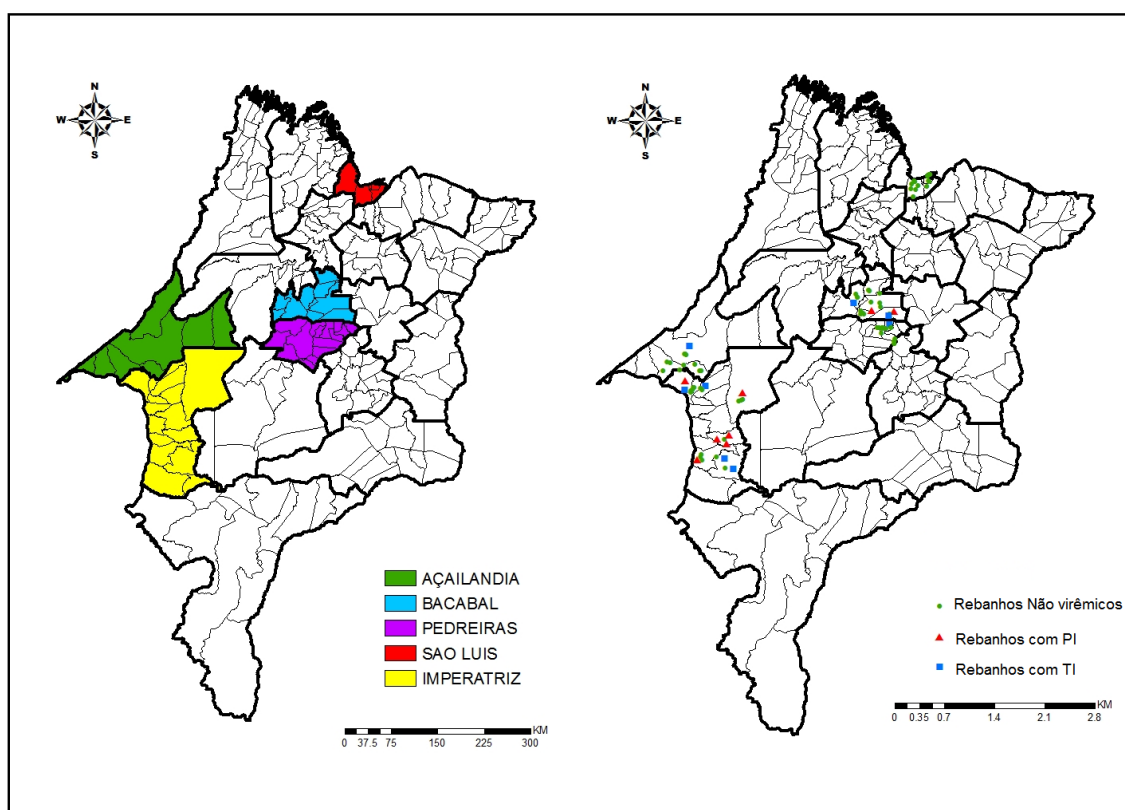 N
W E
S
AÇAILANDIA
BACABAL
PEDREIRAS
SAO LUIS
IMPERATRIZ
KM
0 37.5 75 150 225 300
N
W E
S
Rebanhos Não virêmicos
Rebanhos com PI
Rebanhos com TI
KM
0 0.35 0.7 1.4 2.1 2.8